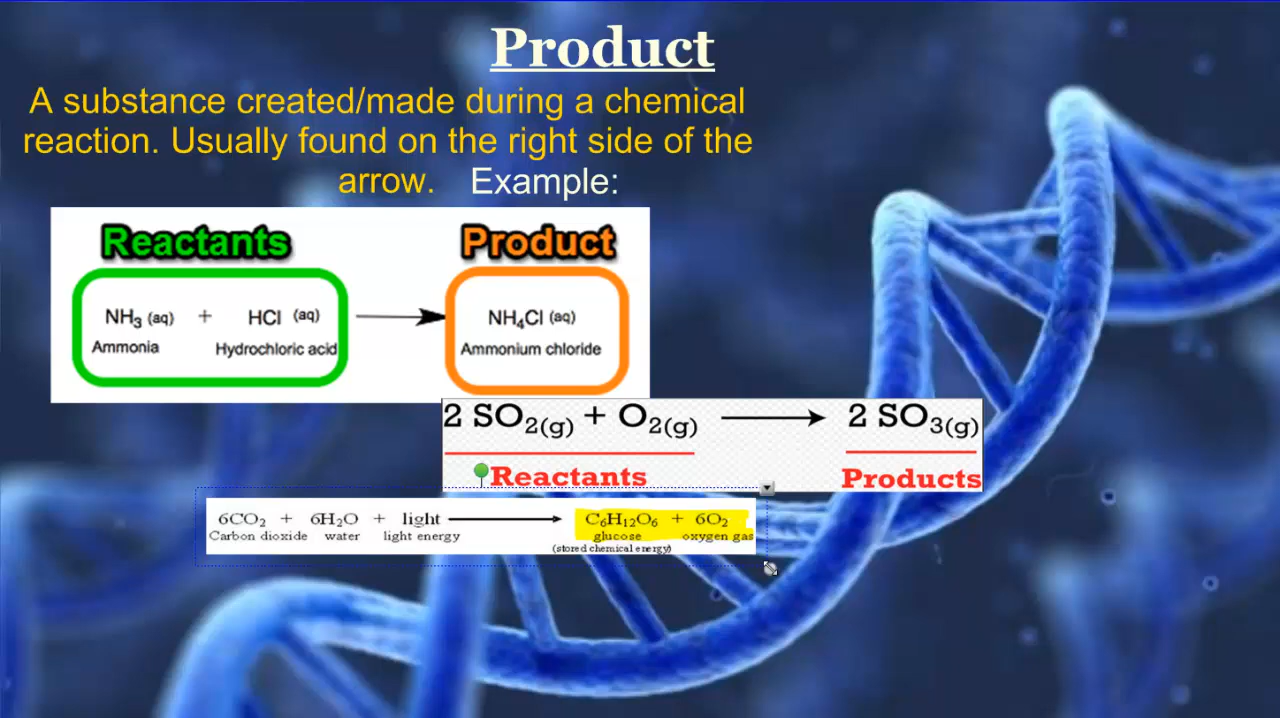 Product
A substance created/made during a chemical
reaction. Usually found on the right side of the
arrow. Example:
Reactants Product
NH₃ (aq) + HCl (aq) NH₄Cl (aq)
Ammonia Hydrochloric acid Ammonium chloride
2 SO₂(g) + O₂(g) ⟶ 2 SO₃(g)
Reactants Products
6CO₂ + 6H₂O + light ⟶ C₆H₁₂O₆ + 6O₂
Carbon dioxide water light energy glucose oxygen gas
(stored chemical energy)